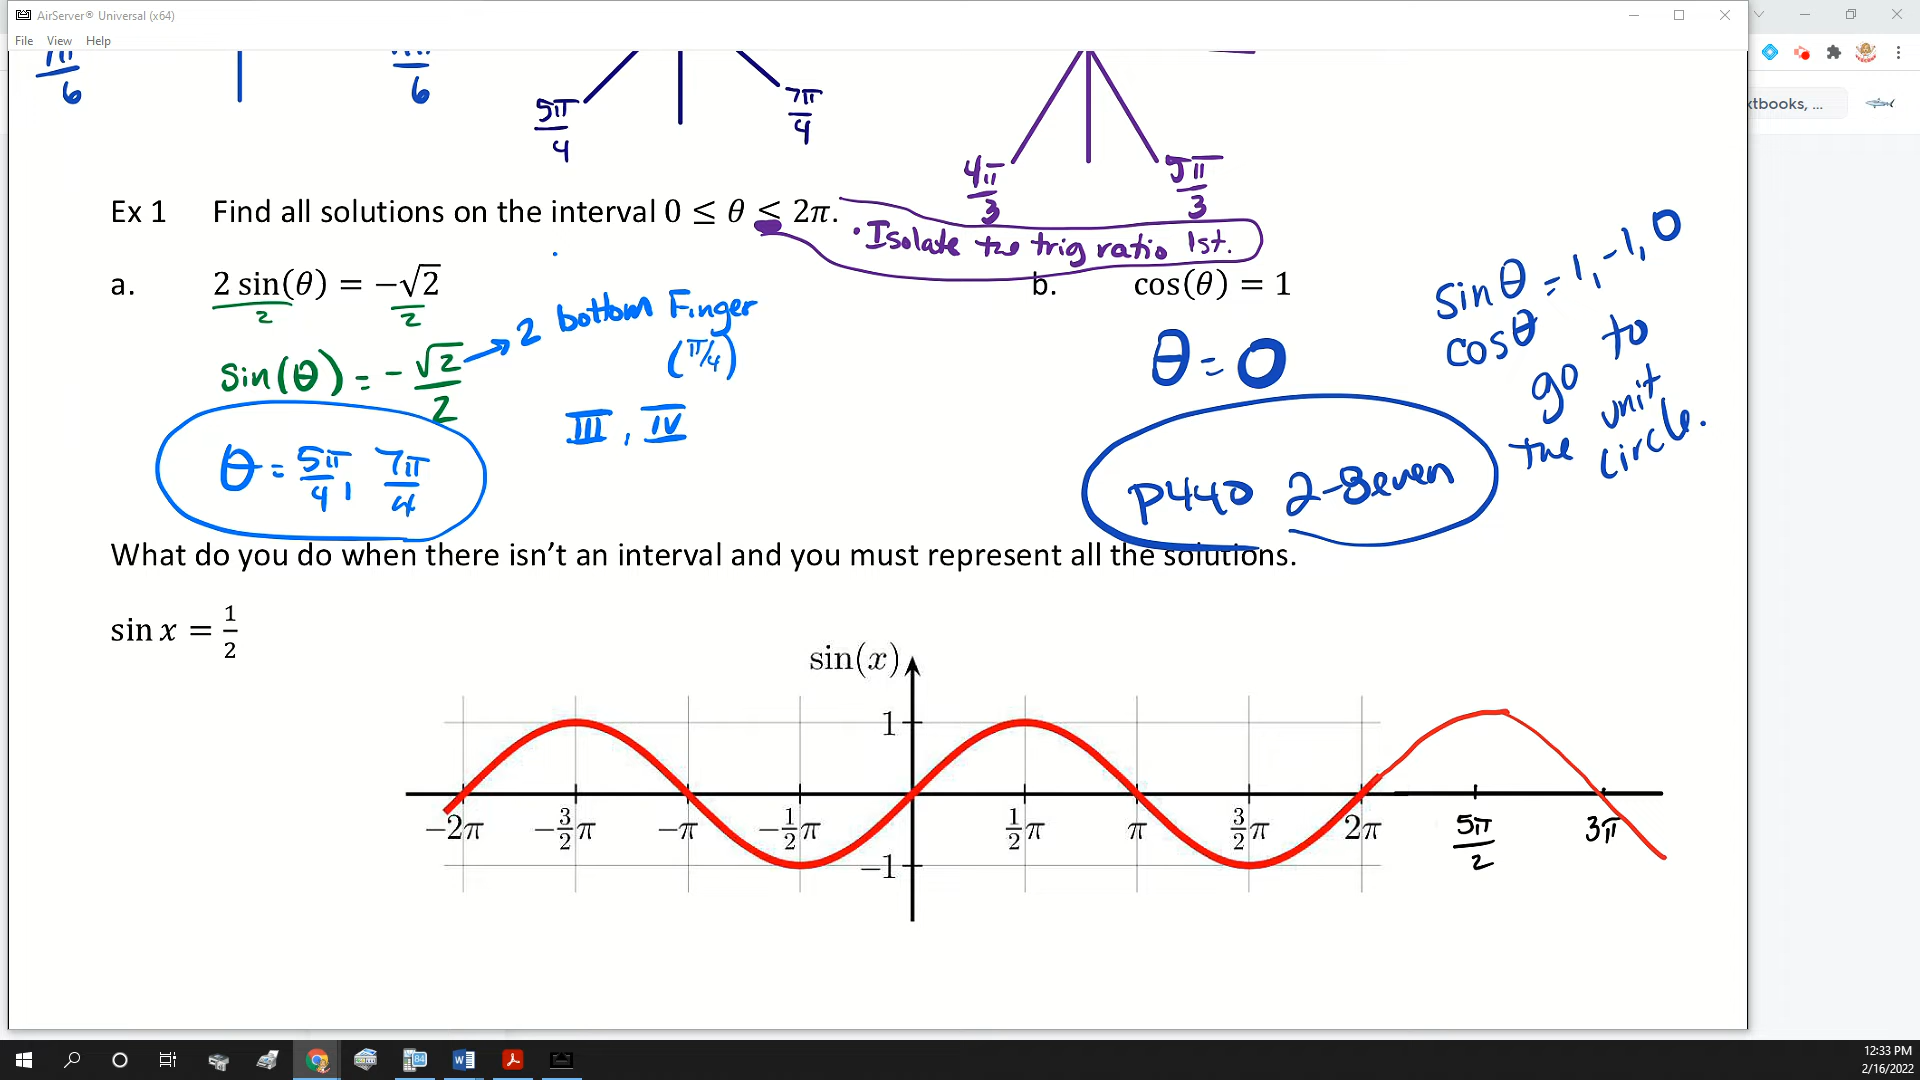 AirServer® Universal (x64)
File View Help
6
6
5π/4
7π/4
4π/3
5π/3
Ex 1 Find all solutions on the interval 0 ≤ θ < 2π.
• Isolate the trig ratio 1st.
a. 2 sin(θ) = −√2
2 2
sin(θ) = −√2/2
2 bottom Finger
(π/4)
III, IV
θ = 5π/4, 7π/4
b. cos(θ) = 1
θ = 0
p440 2-8even
sinθ = 1, -1, 0
cosθ
go to
the unit
circle.
What do you do when there isn't an interval and you must represent all the solutions.
sin x = 1/2
sin(x)
1
−2π −3/2π −π −1/2π 1/2π π 3/2π 2π 5π/2 3π
−1
xtbooks, ...
84
12:33 PM
2/16/2022